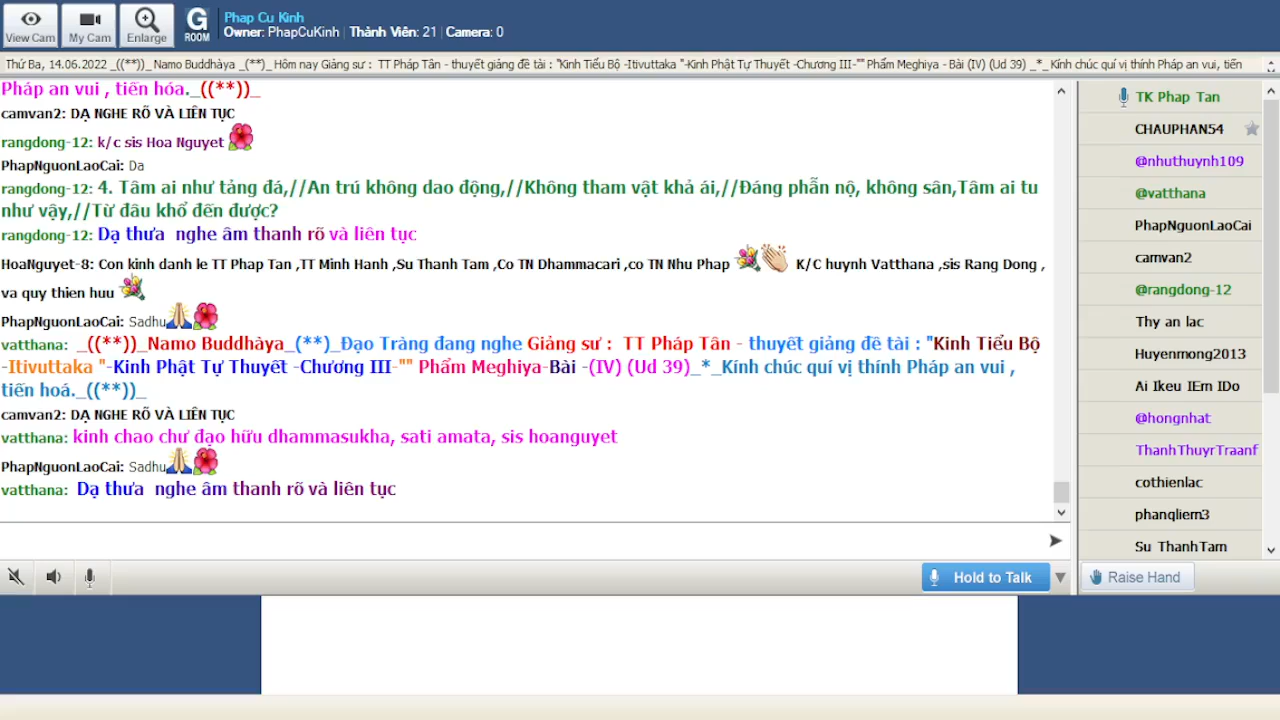 View Cam
My Cam
Enlarge
G
ROOM
Phap Cu Kinh
Owner: PhapCuKinh | Thành Viên: 21 | Camera: 0
Thứ Ba, 14.06.2022 _((**))_ Namo Buddhàya _(**)_ Hôm nay Giảng sư : TT Pháp Tân - thuyết giảng đề tài : "Kinh Tiểu Bộ -Itivuttaka "-Kinh Phật Tự Thuyết -Chương III-"" Phẩm Meghiya - Bài (IV) (Ud 39) _*_ Kính chúc quí vị thính Pháp an vui, tiến
Pháp an vui , tiến hóa._((**))_
camvan2: DẠ NGHE RÕ VÀ LIÊN TỤC
rangdong-12: k/c sis Hoa Nguyet
PhapNguonLaoCai: Da
rangdong-12: 4. Tâm ai như tảng đá,//An trú không dao động,//Không tham vật khả ái,//Đáng phẫn nộ, không sân,Tâm ai tu
như vậy,//Từ đâu khổ đến được?
rangdong-12: Dạ thưa nghe âm thanh rõ và liên tục
HoaNguyet-8: Con kinh danh le TT Phap Tan ,TT Minh Hanh ,Su Thanh Tam ,Co TN Dhammacari ,co TN Nhu Phap K/C huynh Vatthana ,sis Rang Dong ,
va quy thien huu
PhapNguonLaoCai: Sadhu
vatthana: _((**))_Namo Buddhàya_(**)_Đạo Tràng đang nghe Giảng sư : TT Pháp Tân - thuyết giảng đề tài : "Kinh Tiểu Bộ
-Itivuttaka "-Kinh Phật Tự Thuyết -Chương III-"" Phẩm Meghiya-Bài -(IV) (Ud 39)_*_Kính chúc quí vị thính Pháp an vui ,
tiến hoá._((**))_
camvan2: DẠ NGHE RÕ VÀ LIÊN TỤC
vatthana: kinh chao chư đạo hữu dhammasukha, sati amata, sis hoanguyet
PhapNguonLaoCai: Sadhu
vatthana: Dạ thưa nghe âm thanh rõ và liên tục
TK Phap Tan
CHAUPHAN54
@nhuthuynh109
@vatthana
PhapNguonLaoCai
camvan2
@rangdong-12
Thy an lac
Huyenmong2013
Ai Ikeu IEm IDo
@hongnhat
ThanhThuyrTraanf
cothienlac
phanqliem3
Su ThanhTam
Hold to Talk
Raise Hand